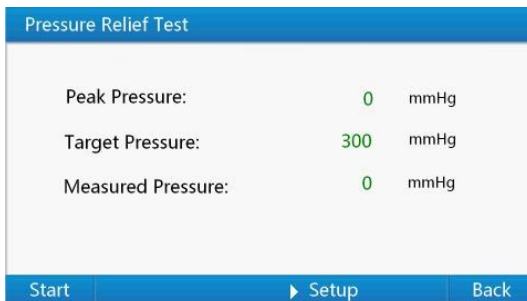 Pressure Relief Test
Peak Pressure: 0 mmHg
Target Pressure: 300 mmHg
Measured Pressure: 0 mmHg
Start Setup Back